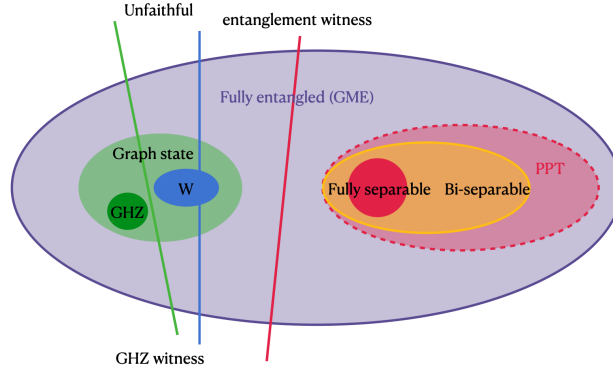 Unfaithful
entanglement witness
Fully entangled (GME)
Graph state
PPT
W
Fully separable
Bi-separable
GHZ
GHZ witness